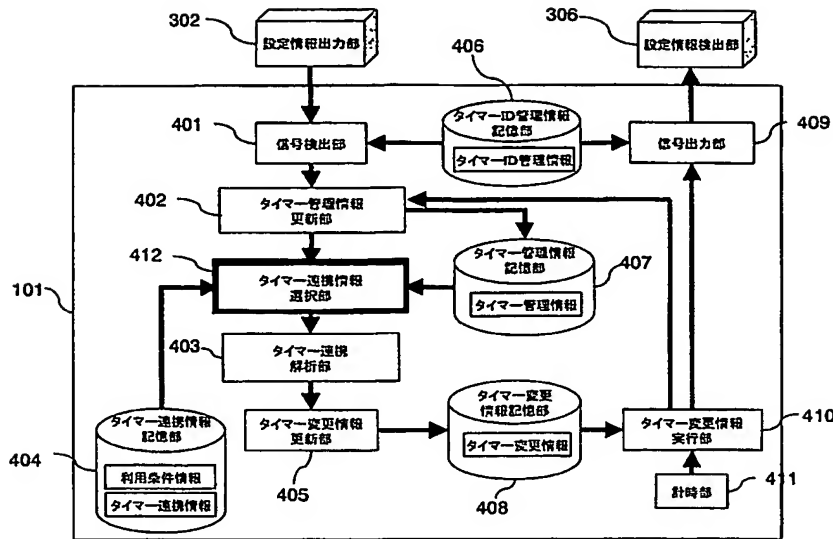 302
設定情報出力部
306
設定情報検出部
406
401
信号検出部
タイマーID管理情報
記憶部
タイマーID管理情報
信号出力部
409
402
タイマー管理情報
更新部
412
タイマー連携情報
選択部
タイマー管理情報
記憶部
タイマー管理情報
407
101
403
タイマー連携
解析部
タイマー連携情報
記憶部
利用条件情報
タイマー連携情報
404
タイマー変更情報
更新部
405
タイマー変更
情報記憶部
タイマー変更情報
408
タイマー変更情報
実行部
410
計時部
411